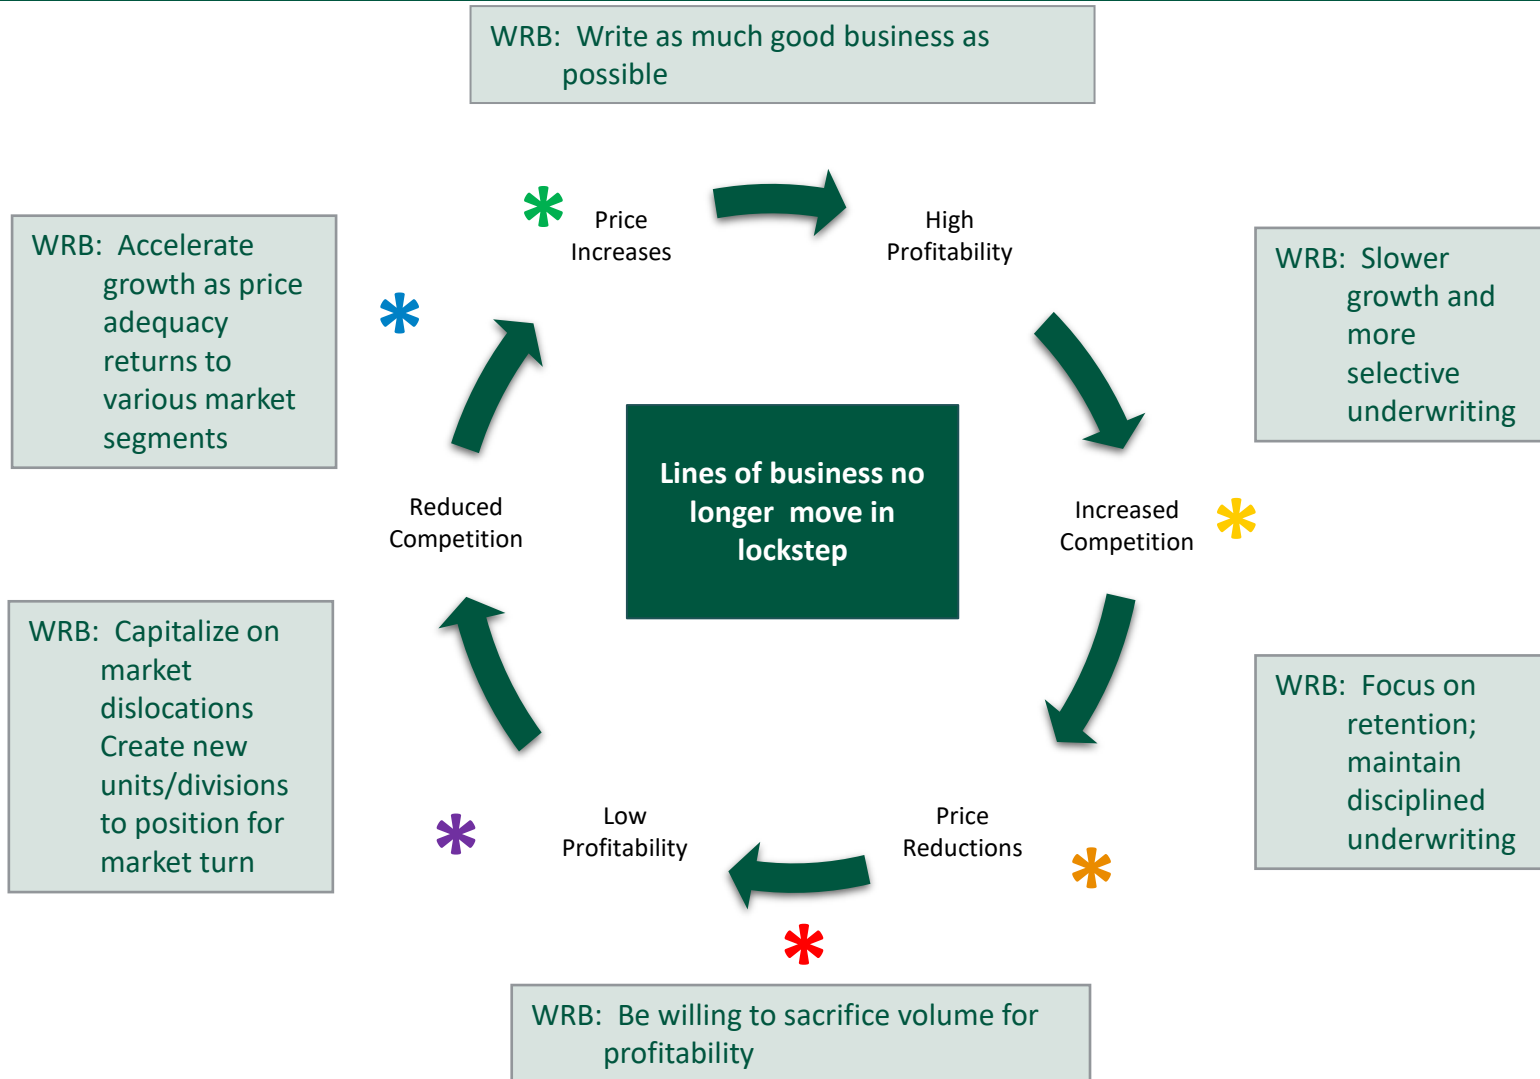 WRB: Write as much good business as
possible
Price
Increases
High
Profitability
WRB: Accelerate
growth as price
adequacy
returns to
various market
segments
WRB: Slower
growth and
more
selective
underwriting
Lines of business no
longer move in
lockstep
Reduced
Competition
Increased
Competition
WRB: Capitalize on
market
dislocations
Create new
units/divisions
to position for
market turn
WRB: Focus on
retention;
maintain
disciplined
underwriting
Low
Profitability
Price
Reductions
WRB: Be willing to sacrifice volume for
profitability